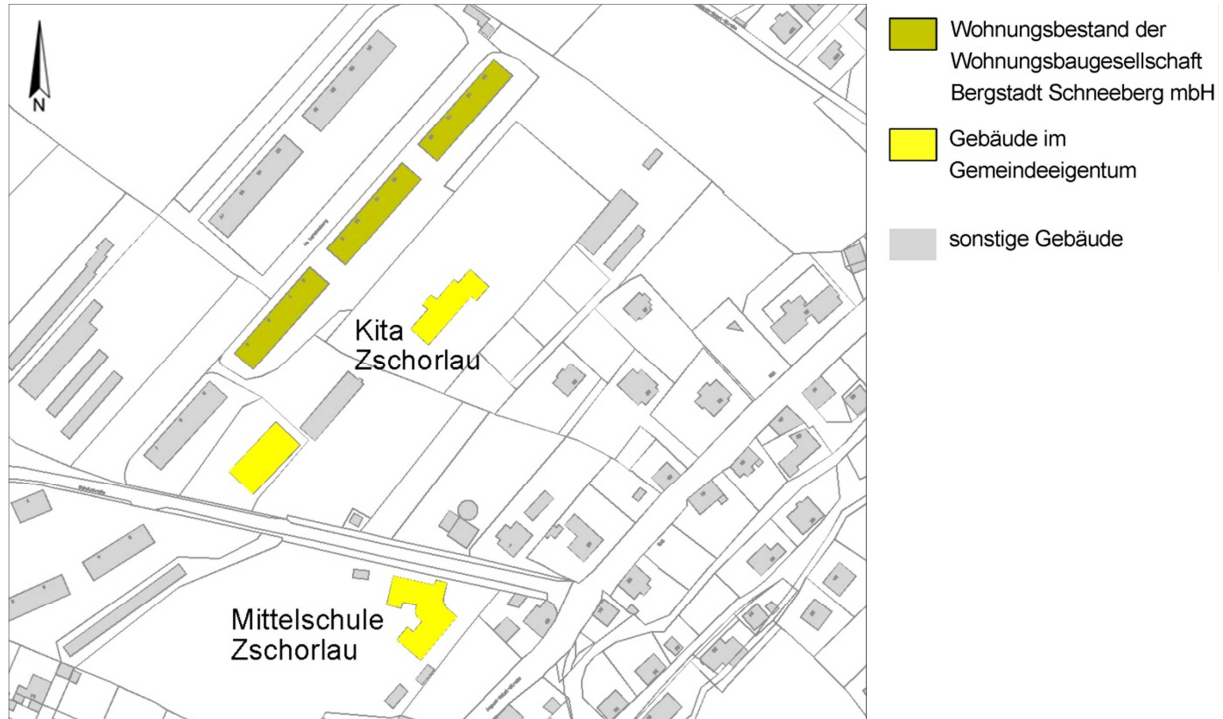 N
Kita
Zschorlau
Mittelschule
Zschorlau
Wohnungsbestand der
Wohnungsbaugesellschaft
Bergstadt Schneeberg mbH
Gebäude im
Gemeindeeigentum
sonstige Gebäude